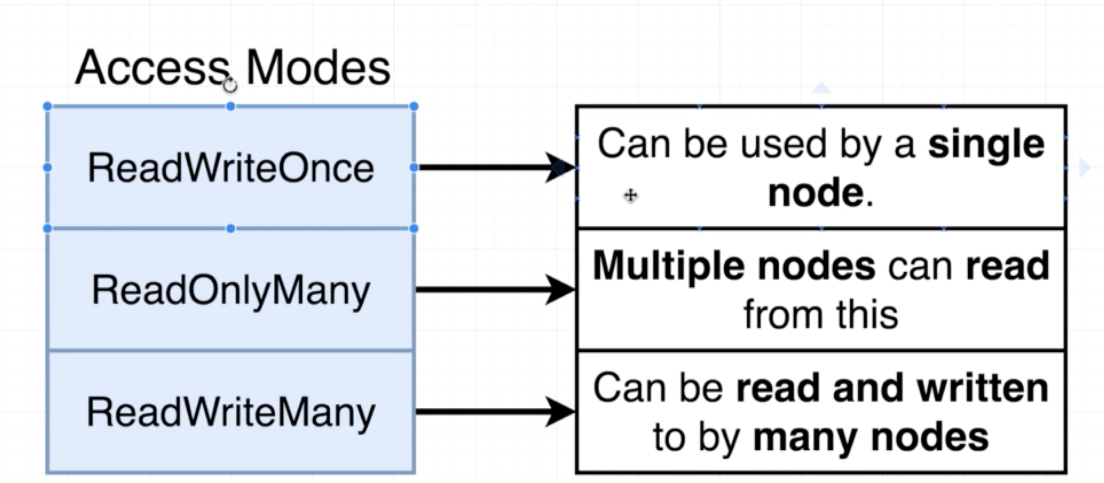 Access Modes
ReadWriteOnce
Can be used by a single
node.
ReadOnlyMany
Multiple nodes can read
from this
ReadWriteMany
Can be read and written
to by many nodes